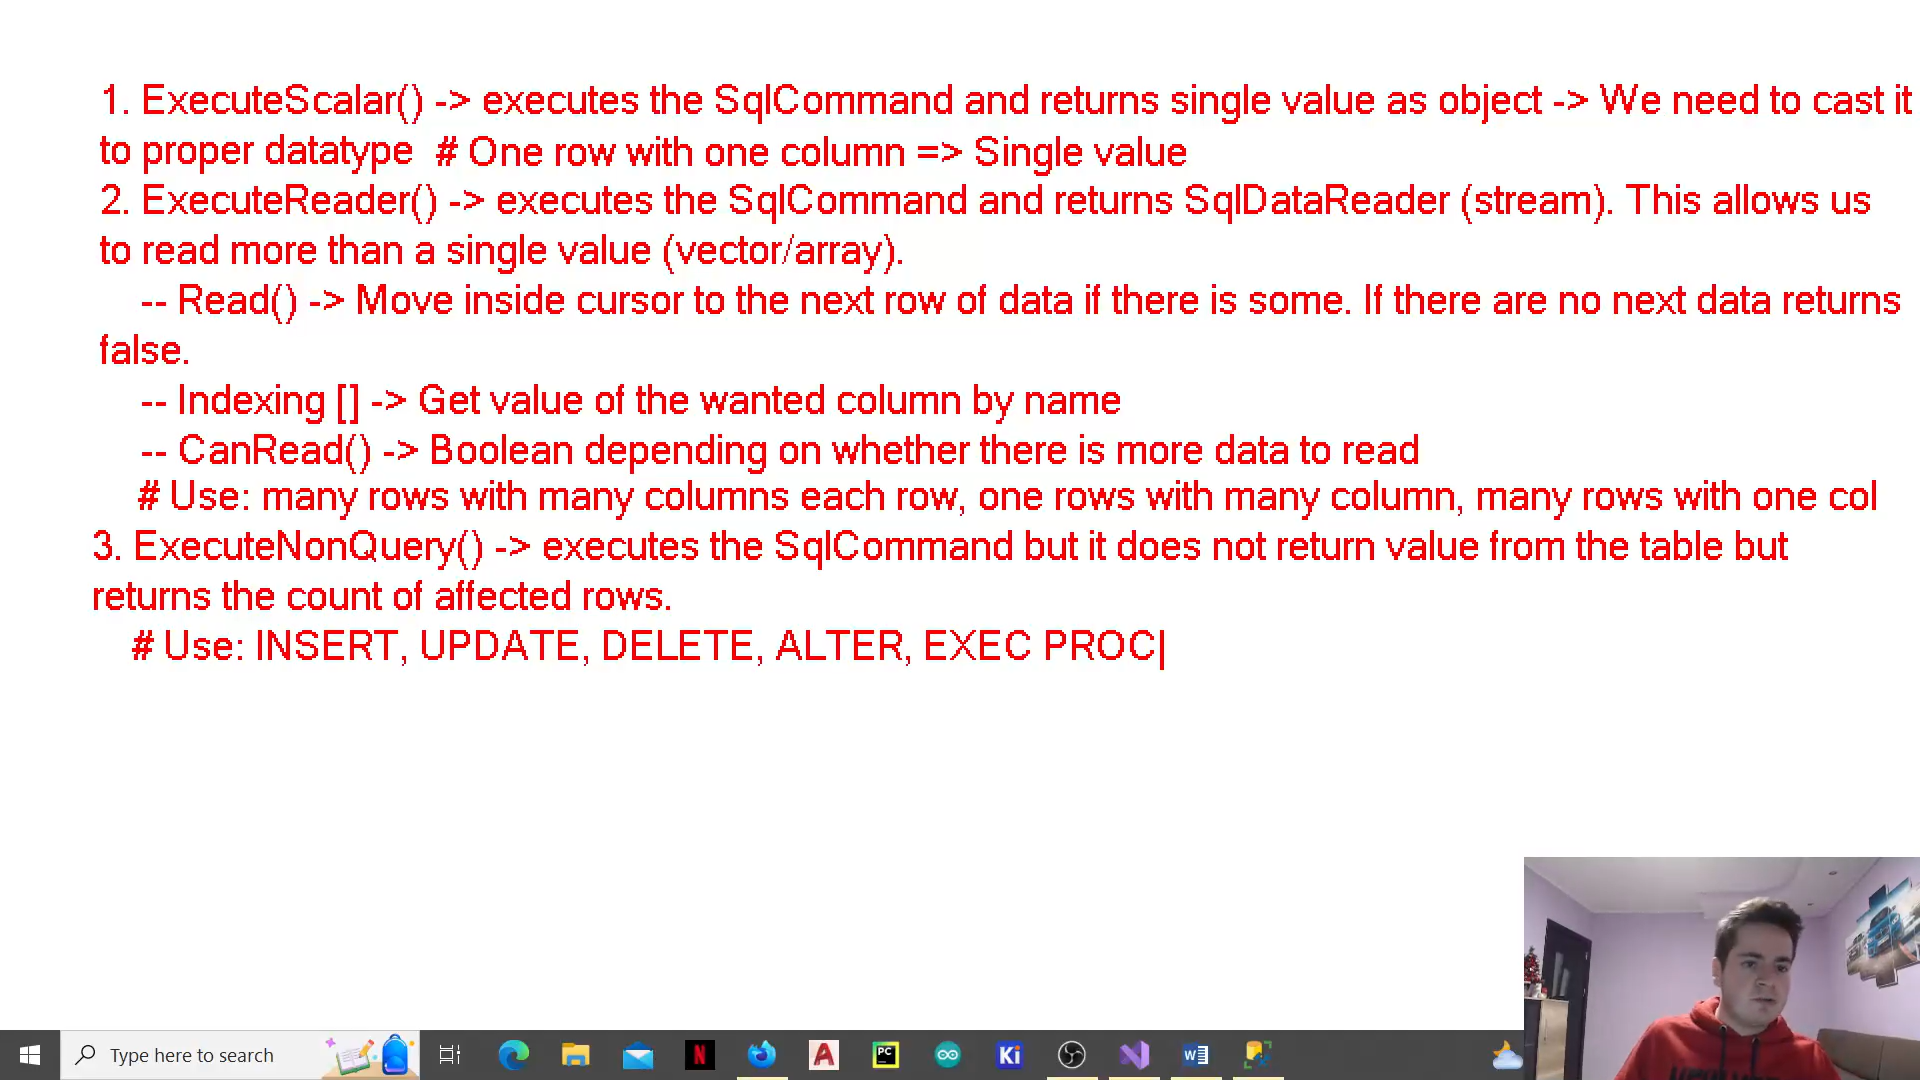 1. ExecuteScalar() -> executes the SqlCommand and returns single value as object -> We need to cast it
to proper datatype # One row with one column => Single value
2. ExecuteReader() -> executes the SqlCommand and returns SqlDataReader (stream). This allows us
to read more than a single value (vector/array).
-- Read() -> Move inside cursor to the next row of data if there is some. If there are no next data returns
false.
-- Indexing [] -> Get value of the wanted column by name
-- CanRead() -> Boolean depending on whether there is more data to read
# Use: many rows with many columns each row, one rows with many column, many rows with one col
3. ExecuteNonQuery() -> executes the SqlCommand but it does not return value from the table but
returns the count of affected rows.
# Use: INSERT, UPDATE, DELETE, ALTER, EXEC PROC
Type here to search
N
A
PC
Ki
W